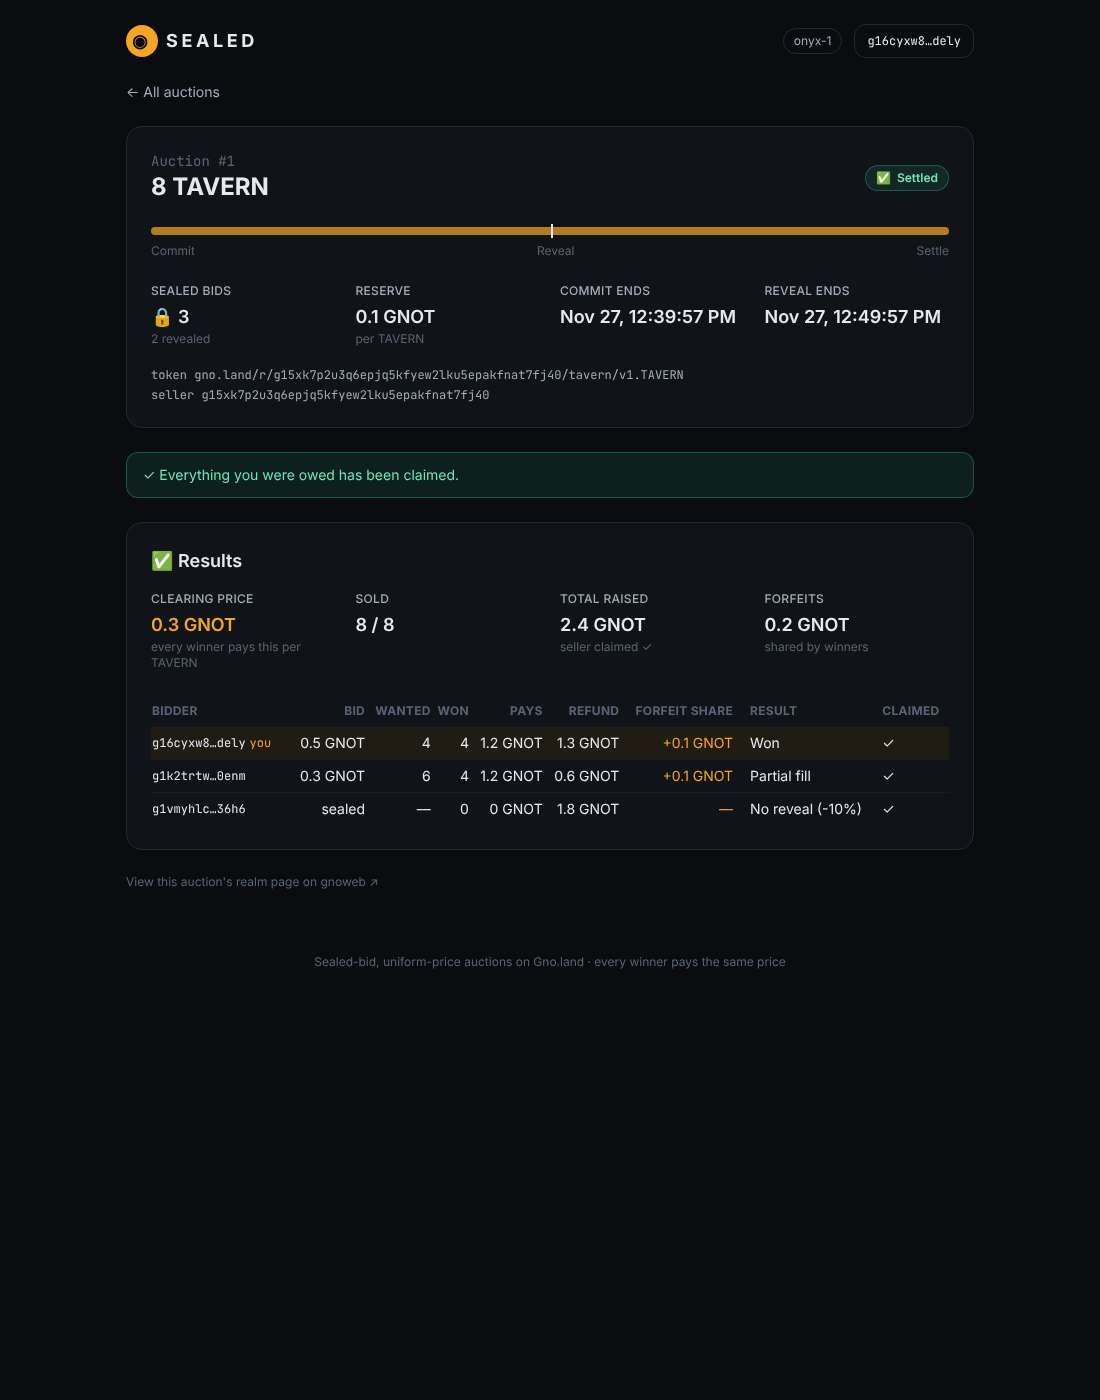 SEALED
onyx-1
g16cyxw8…dely
← All auctions
Auction #1
8 TAVERN
✅ Settled
Commit Reveal Settle
SEALED BIDS RESERVE COMMIT ENDS REVEAL ENDS
🔒 3 0.1 GNOT Nov 27, 12:39:57 PM Nov 27, 12:49:57 PM
2 revealed per TAVERN
token gno.land/r/g15xk7p2u3q6epjq5kfyew2lku5epakfnat7fj40/tavern/v1.TAVERN
seller g15xk7p2u3q6epjq5kfyew2lku5epakfnat7fj40
✓ Everything you were owed has been claimed.
✅ Results
CLEARING PRICE SOLD TOTAL RAISED FORFEITS
0.3 GNOT 8 / 8 2.4 GNOT 0.2 GNOT
every winner pays this per TAVERN seller claimed ✓ shared by winners
BIDDER BID WANTED WON PAYS REFUND FORFEIT SHARE RESULT CLAIMED
g16cyxw8…dely you 0.5 GNOT 4 4 1.2 GNOT 1.3 GNOT +0.1 GNOT Won ✓
g1k2trtw…0enm 0.3 GNOT 6 4 1.2 GNOT 0.6 GNOT +0.1 GNOT Partial fill ✓
g1vmyhlc…36h6 sealed — 0 0 GNOT 1.8 GNOT — No reveal (-10%) ✓
View this auction's realm page on gnoweb ↗
Sealed-bid, uniform-price auctions on Gno.land · every winner pays the same price